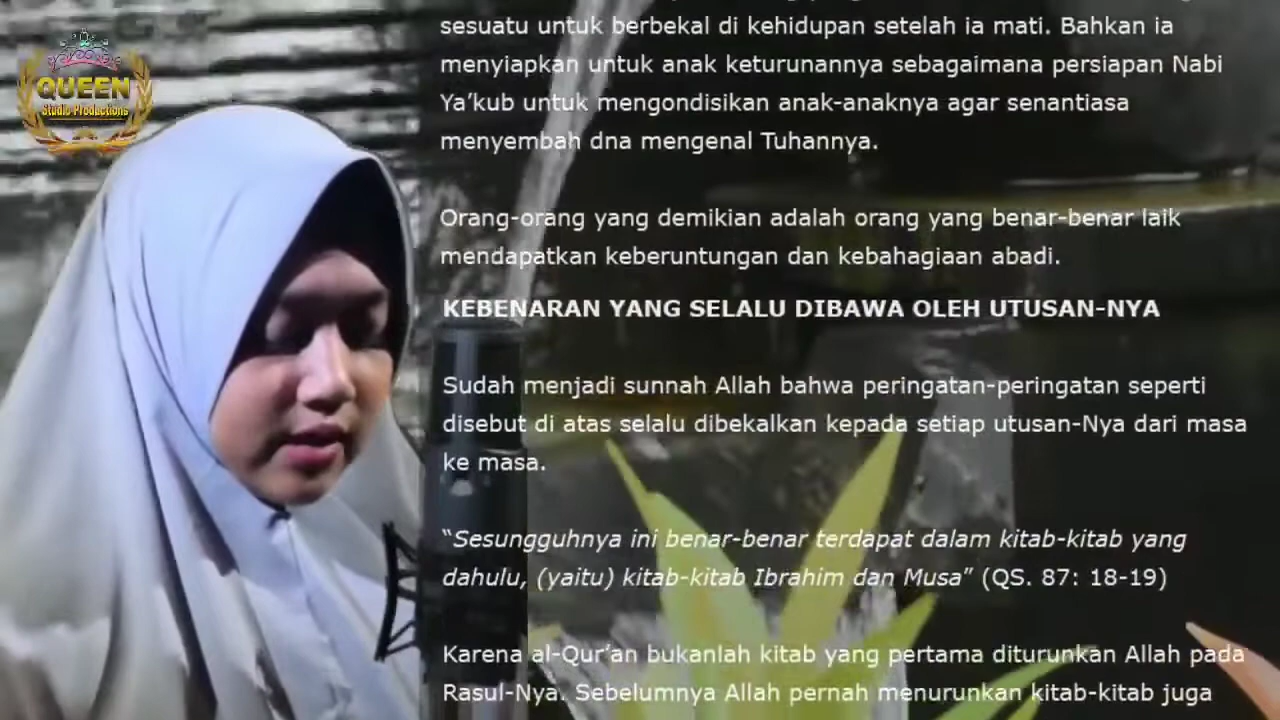 QUEEN
Studio Productions
sesuatu untuk berbekal di kehidupan setelah ia mati. Bahkan ia
menyiapkan untuk anak keturunannya sebagaimana persiapan Nabi
Ya’kub untuk mengondisikan anak-anaknya agar senantiasa
menyembah dna mengenal Tuhannya.
Orang-orang yang demikian adalah orang yang benar-benar laik
mendapatkan keberuntungan dan kebahagiaan abadi.
KEBENARAN YANG SELALU DIBAWA OLEH UTUSAN-NYA
Sudah menjadi sunnah Allah bahwa peringatan-peringatan seperti
disebut di atas selalu dibekalkan kepada setiap utusan-Nya dari masa
ke masa.
“Sesungguhnya ini benar-benar terdapat dalam kitab-kitab yang
dahulu, (yaitu) kitab-kitab Ibrahim dan Musa” (QS. 87: 18-19)
Karena al-Qur’an bukanlah kitab yang pertama diturunkan Allah pada
Rasul-Nya. Sebelumnya Allah pernah menurunkan kitab-kitab juga